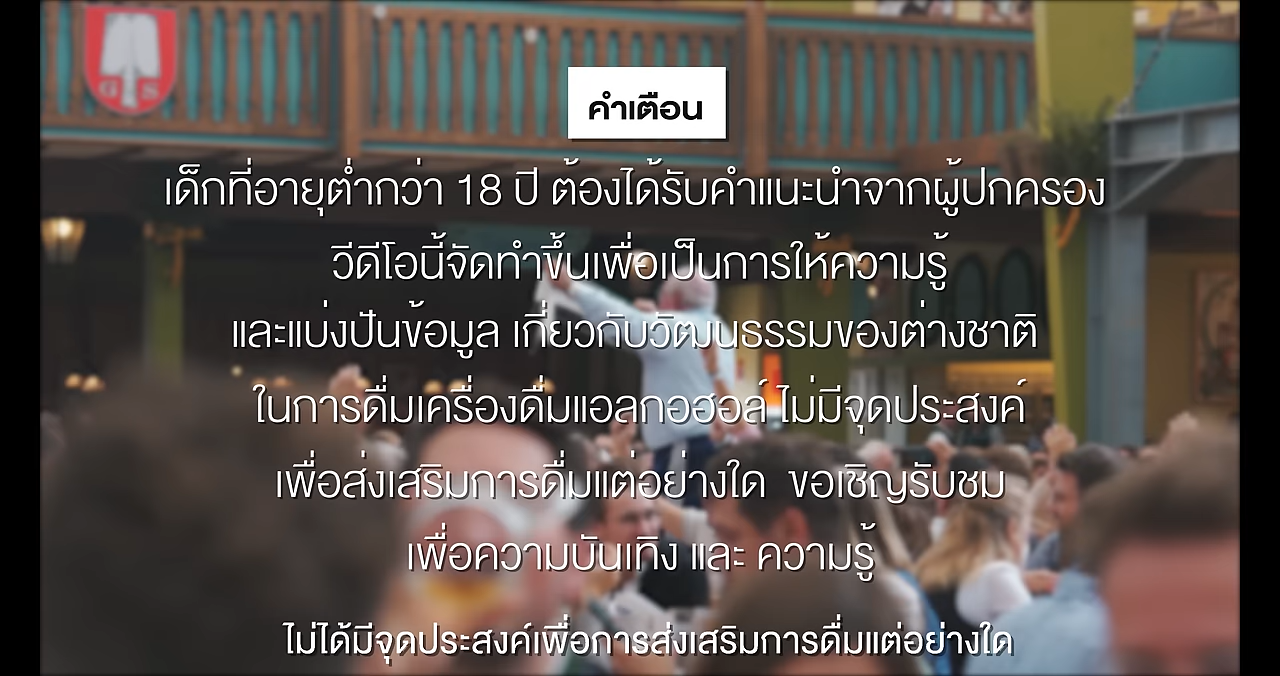 G S
คำเตือน
เด็กที่อายุต่ำกว่า 18 ปี ต้องได้รับคำแนะนำจากผู้ปกครอง
วีดีโอนี้จัดทำขึ้นเพื่อเป็นการให้ความรู้
และแบ่งปันข้อมูล เกี่ยวกับวัฒนธรรมของต่างชาติ
ในการดื่มเครื่องดื่มแอลกอฮอล์ ไม่มีจุดประสงค์
เพื่อส่งเสริมการดื่มแต่อย่างใด ขอเชิญรับชม
เพื่อความบันเทิง และ ความรู้
ไม่ได้มีจุดประสงค์เพื่อการส่งเสริมการดื่มแต่อย่างใด